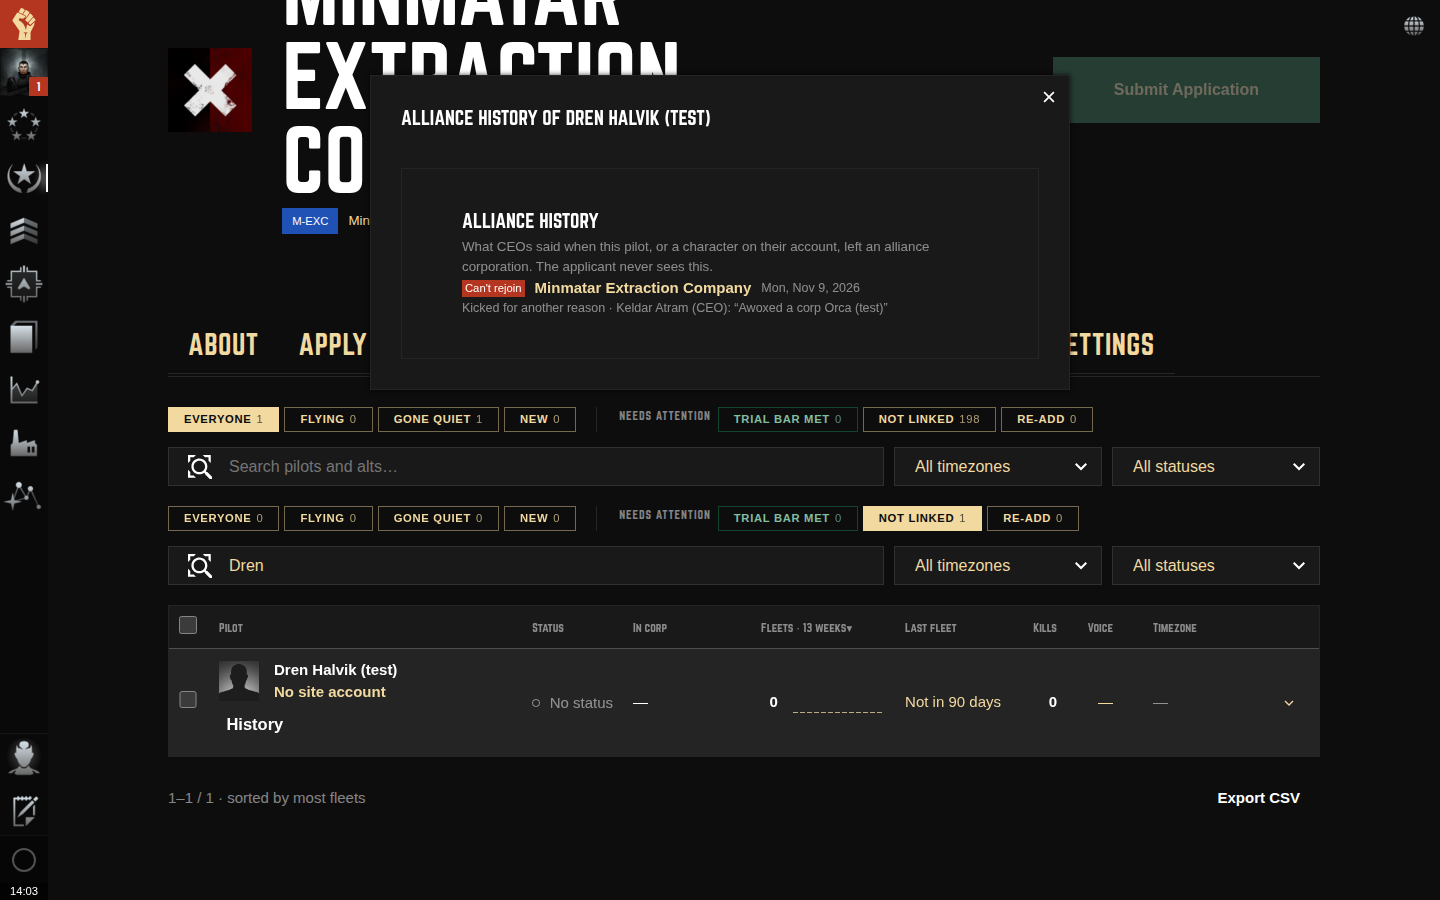 MINMATAR
EXTRACTION
CO
Submit Application
1
ALLIANCE HISTORY OF DREN HALVIK (TEST)
ALLIANCE HISTORY
What CEOs said when this pilot, or a character on their account, left an alliance
corporation. The applicant never sees this.
Can't rejoin Minmatar Extraction Company Mon, Nov 9, 2026
Kicked for another reason · Keldar Atram (CEO): “Awoxed a corp Orca (test)”
M-EXC Min
ABOUT APPLY ETTINGS
EVERYONE 1 FLYING 0 GONE QUIET 1 NEW 0 NEEDS ATTENTION TRIAL BAR MET 0 NOT LINKED 198 RE-ADD 0
Search pilots and alts… All timezones All statuses
EVERYONE 0 FLYING 0 GONE QUIET 0 NEW 0 NEEDS ATTENTION TRIAL BAR MET 0 NOT LINKED 1 RE-ADD 0
Dren All timezones All statuses
PILOT STATUS IN CORP FLEETS · 13 WEEKS▾ LAST FLEET KILLS VOICE TIMEZONE
Dren Halvik (test)
No site account
No status — 0 Not in 90 days 0 — —
History
1–1 / 1 · sorted by most fleets Export CSV
14:03